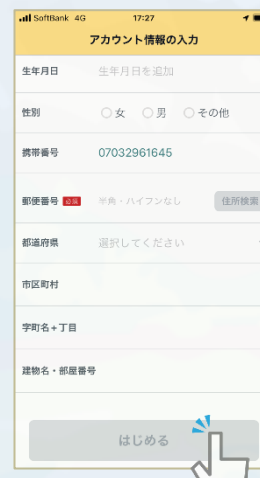 SoftBank 4G 17:27
アカウント情報の入力
生年月日 生年月日を追加
性別 女 男 その他
携帯番号 07032961645
郵便番号 必須 半角・ハイフンなし 住所検索
都道府県 選択してください
市区町村
字町名+丁目
建物名・部屋番号
はじめる